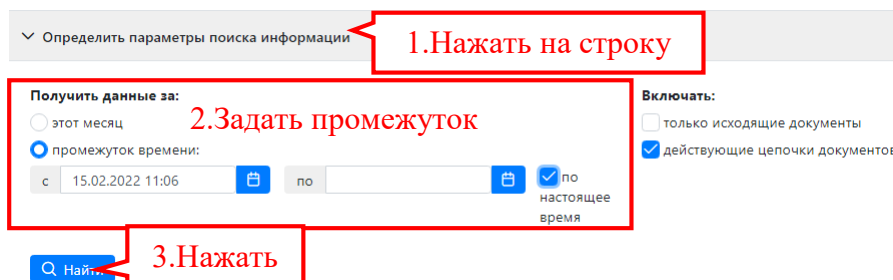 Определить параметры поиска информации
1.Нажать на строку
Получить данные за:
этот месяц
2.Задать промежуток
промежуток времени:
с 15.02.2022 11:06 по
по
настоящее
время
Включать:
только исходящие документы
действующие цепочки документов
Найти
3.Нажать